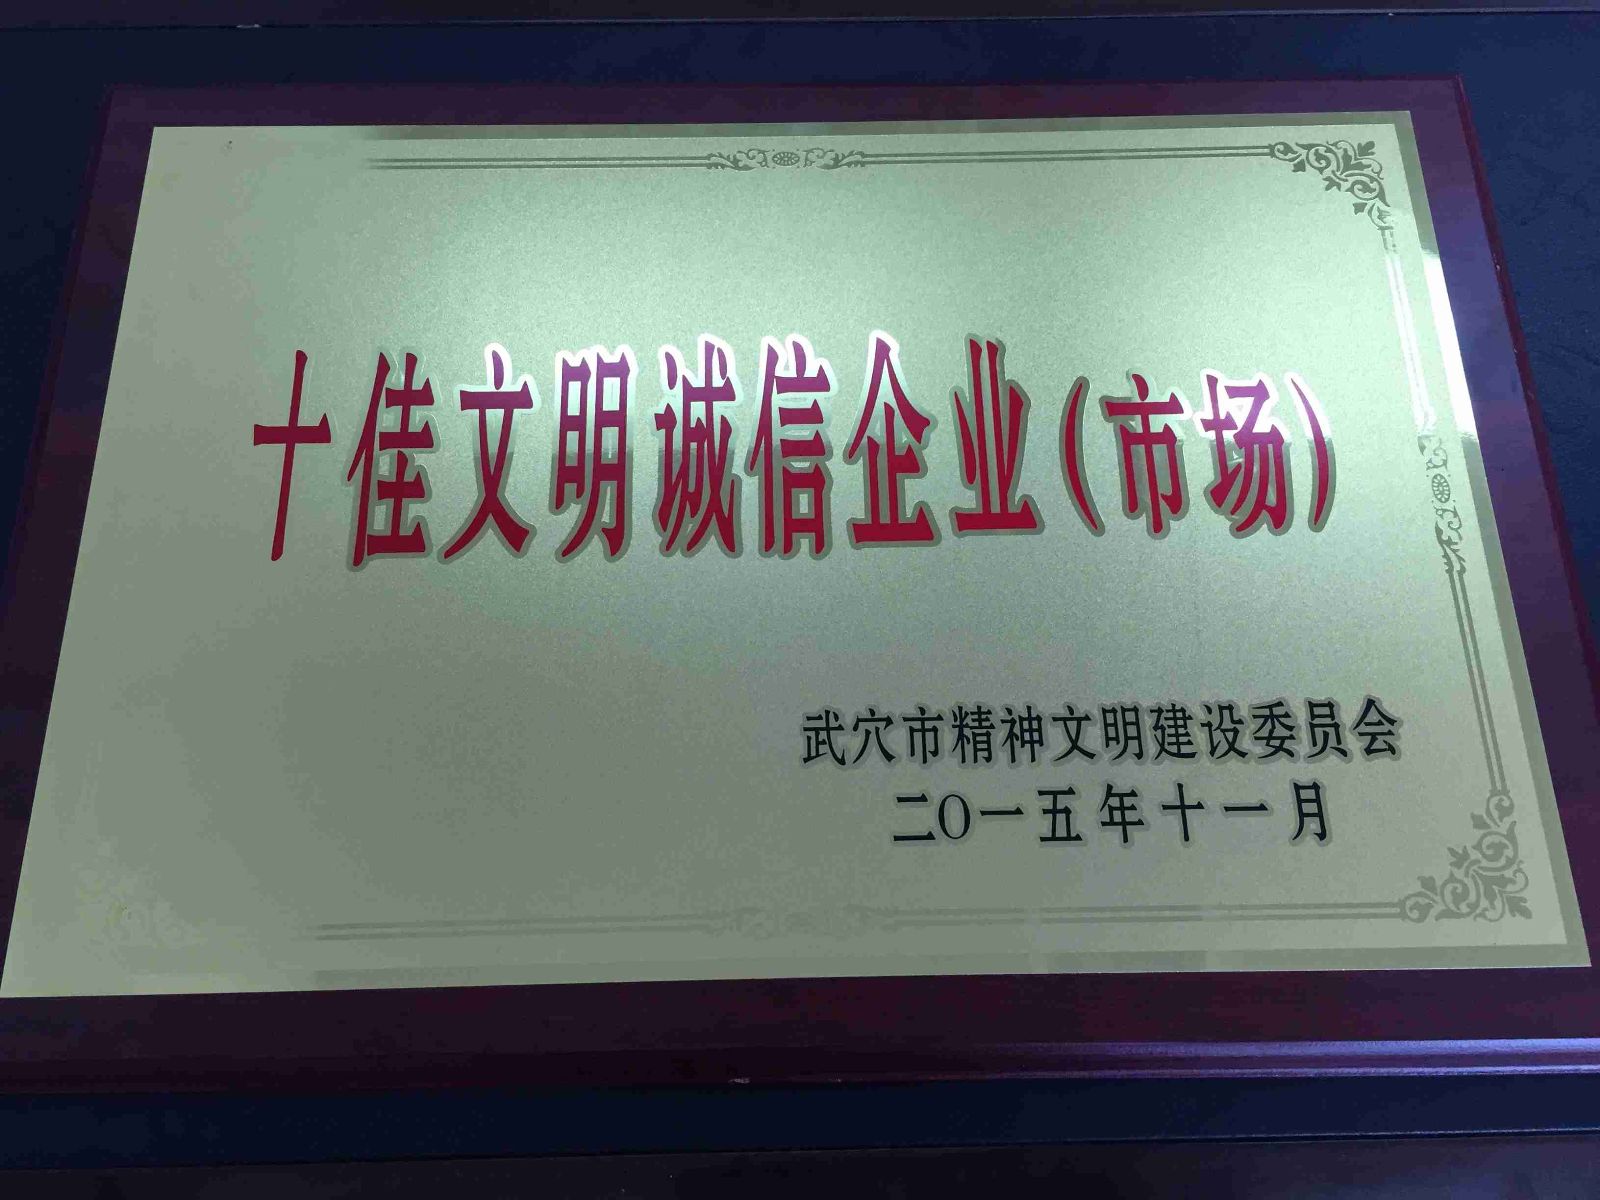 十佳文明诚信企业（市场）
武穴市精神文明建设委员会
二〇一五年十一月